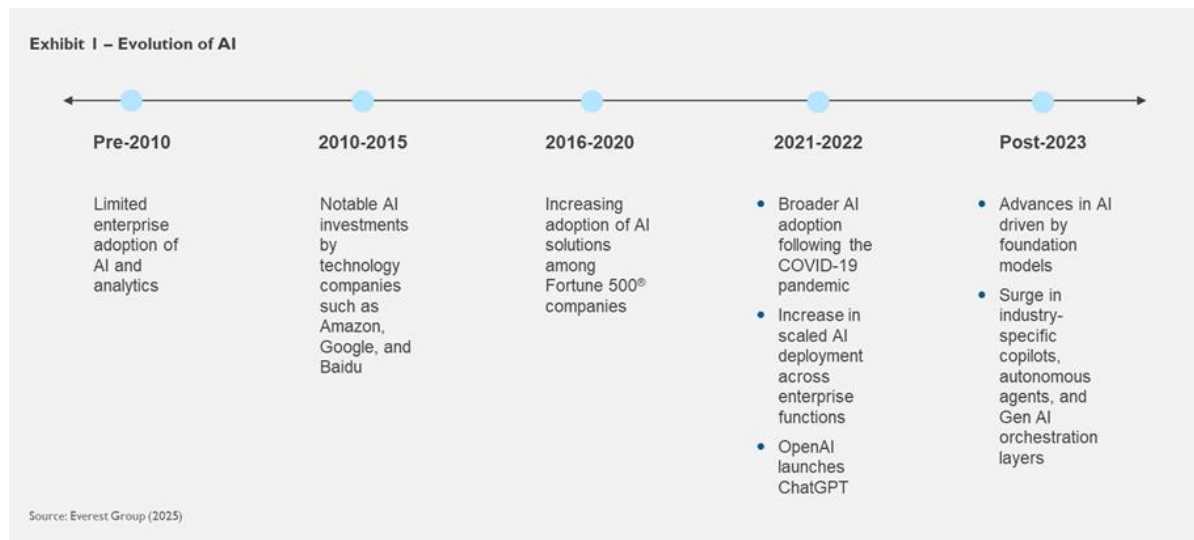 Exhibit 1 – Evolution of AI
Pre-2010
Limited
enterprise
adoption of
AI and
analytics
2010-2015
Notable AI
investments
by
technology
companies
such as
Amazon,
Google, and
Baidu
2016-2020
Increasing
adoption of AI
solutions
among
Fortune 500®
companies
2021-2022
• Broader AI
adoption
following the
COVID-19
pandemic
• Increase in
scaled AI
deployment
across
enterprise
functions
• OpenAI
launches
ChatGPT
Post-2023
• Advances in AI
driven by
foundation
models
• Surge in
industry-
specific
copilots,
autonomous
agents, and
Gen AI
orchestration
layers
Source: Everest Group (2025)